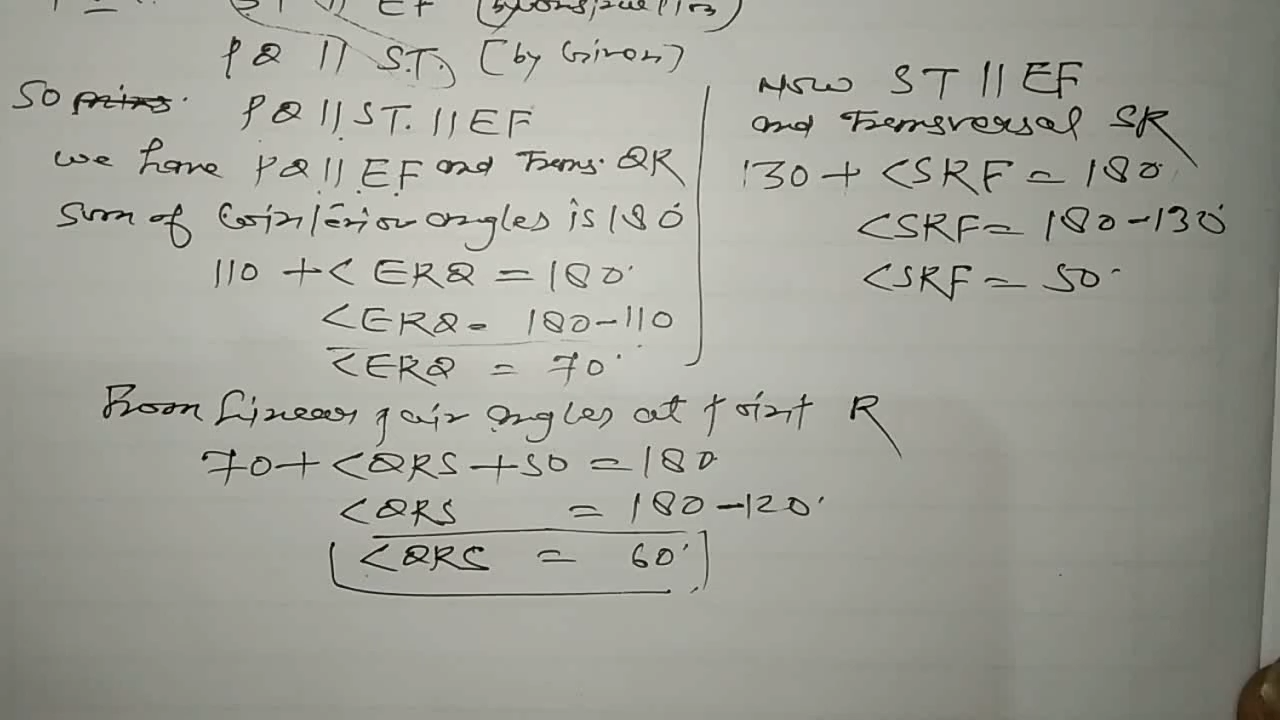 ST || EF
PQ || S.T. [by Given)
So PQ || ST. || EF
we have PQ || EF and Trans. QR
sum of Cointerior angles is 180
110 + < ERQ = 180°
<ERQ = 180-110
<ERQ = 70°
Now ST || EF
and Transversal SR
130 + <SRF = 180
<SRF = 180-130°
<SRF = 50°
From Linear pair angles at point R
70+<QRS+50 = 180
<QRS = 180-120°
<QRS = 60°